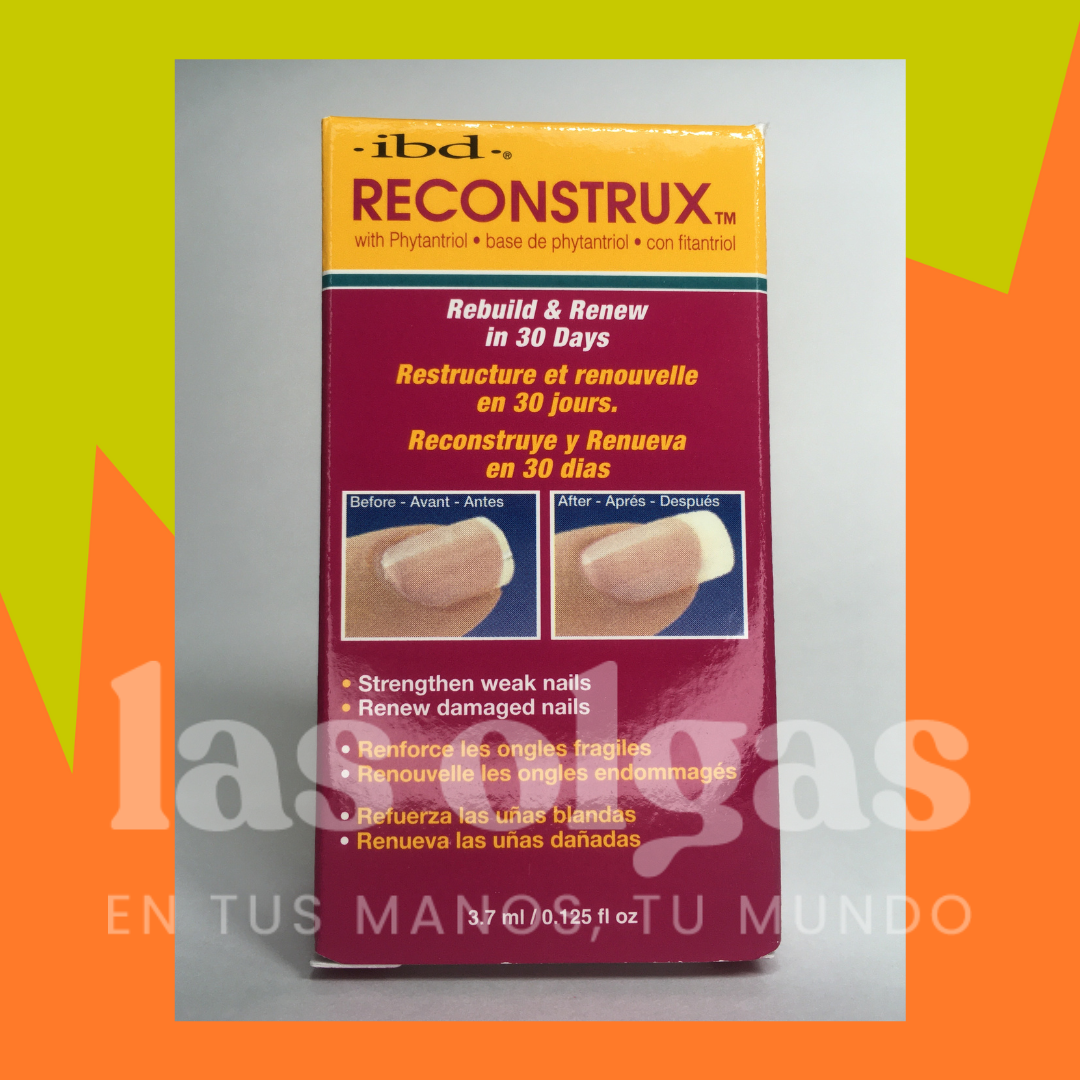 ·ibd·®
RECONSTRUX™
with Phytantriol • base de phytantriol • con fitantriol
Rebuild & Renew
in 30 Days
Restructure et renouvelle
en 30 jours.
Reconstruye y Renueva
en 30 dias
Before - Avant - Antes
After - Aprés - Después
• Strengthen weak nails
• Renew damaged nails
• Renforce les ongles fragiles
• Renouvelle les ongles endommagés
• Refuerza las uñas blandas
• Renueva las uñas dañadas
las olgas
EN TUS MANOS, TU MUNDO
3.7 ml / 0.125 fl oz